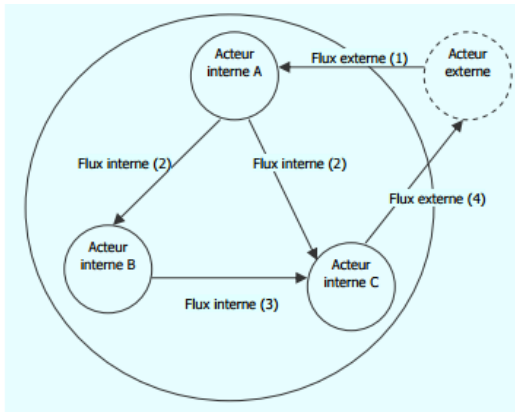 Acteur
interne A
Flux externe (1)
Acteur
externe
Flux interne (2)
Flux interne (2)
Flux externe (4)
Acteur
interne B
Acteur
interne C
Flux interne (3)